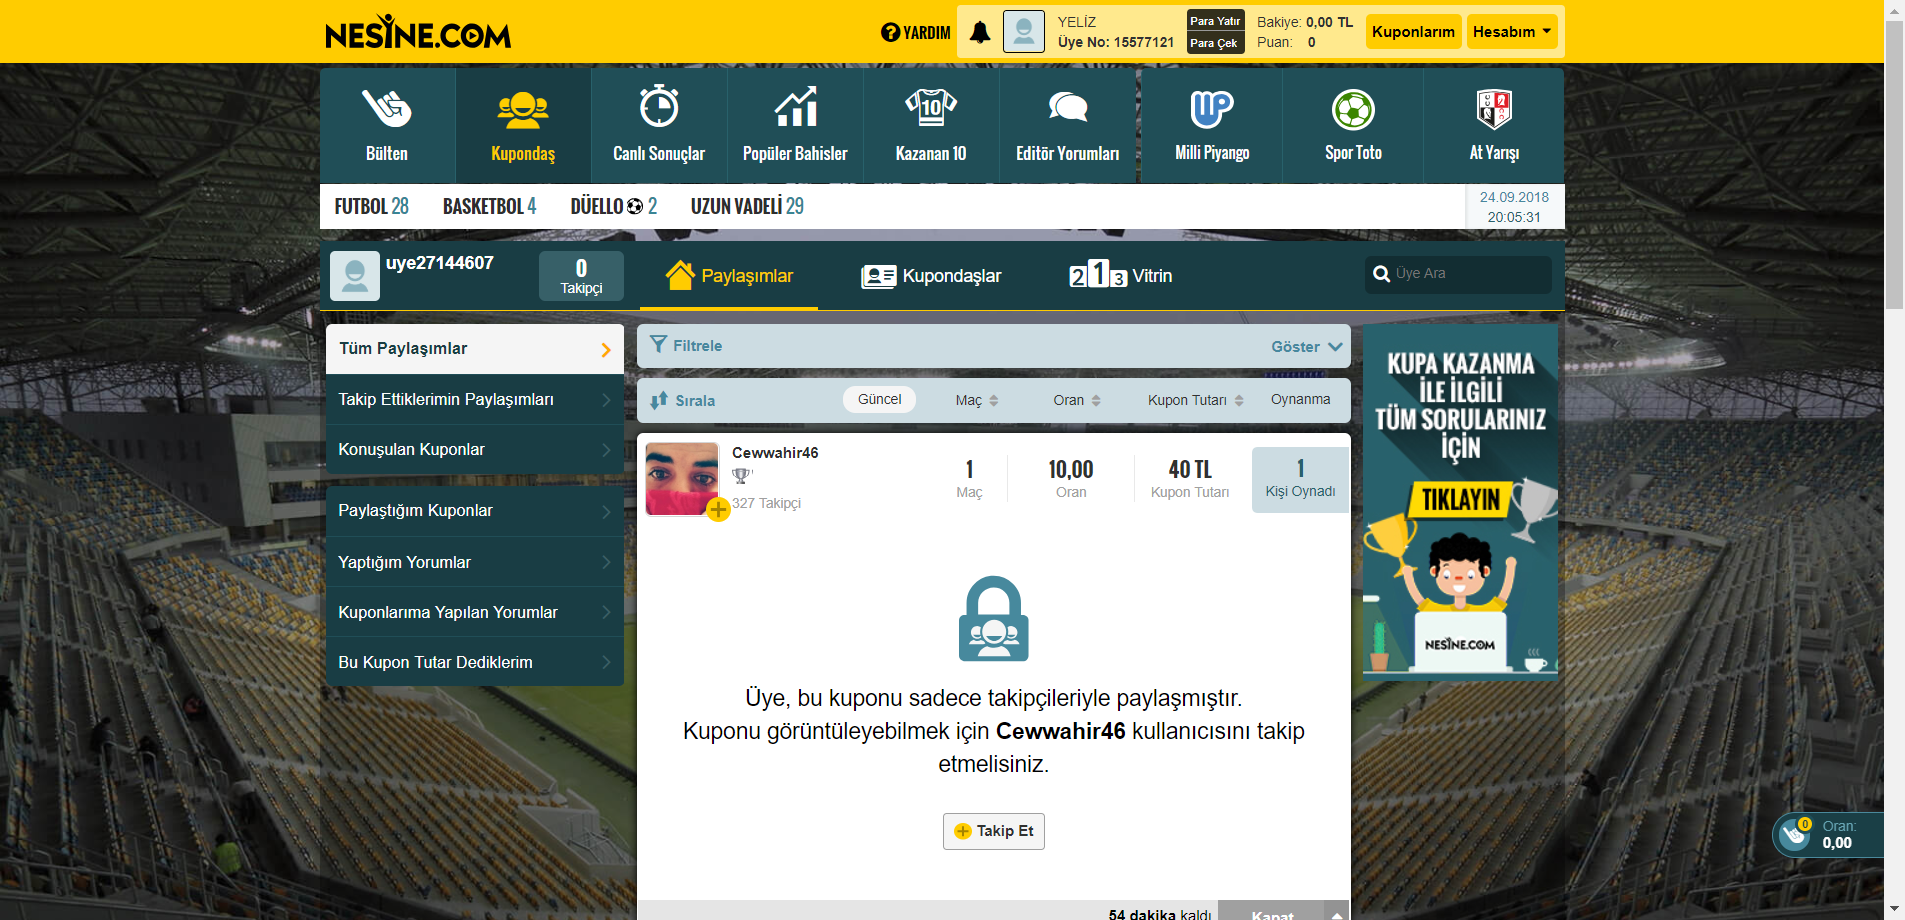 NESİNE.COM
YARDIM
YELİZ
Üye No: 15577121
Para Yatır
Para Çek
Bakiye: 0,00 TL
Puan: 0
Kuponlarım
Hesabım
Bülten
Kupondaş
Canlı Sonuçlar
Popüler Bahisler
10
Kazanan 10
Editör Yorumları
Milli Piyango
Spor Toto
At Yarışı
FUTBOL 28
BASKETBOL 4
DÜELLO 2
UZUN VADELİ 29
24.09.2018
20:05:31
uye27144607
0
Takipçi
Paylaşımlar
Kupondaşlar
2 1 3 Vitrin
Üye Ara
Tüm Paylaşımlar
Takip Ettiklerimin Paylaşımları
Konuşulan Kuponlar
Paylaştığım Kuponlar
Yaptığım Yorumlar
Kuponlarıma Yapılan Yorumlar
Bu Kupon Tutar Dediklerim
Filtrele
Göster
Sırala
Güncel
Maç
Oran
Kupon Tutarı
Oynanma
Cewwahir46
327 Takipçi
1
Maç
10,00
Oran
40 TL
Kupon Tutarı
1
Kişi Oynadı
Üye, bu kuponu sadece takipçileriyle paylaşmıştır.
Kuponu görüntüleyebilmek için Cewwahir46 kullanıcısını takip
etmelisiniz.
Takip Et
54 dakika kaldı
Kapat
KUPA KAZANMA
İLE İLGİLİ
TÜM SORULARINIZ
İÇİN
TIKLAYIN
NESİNE.COM
0
Oran:
0,00